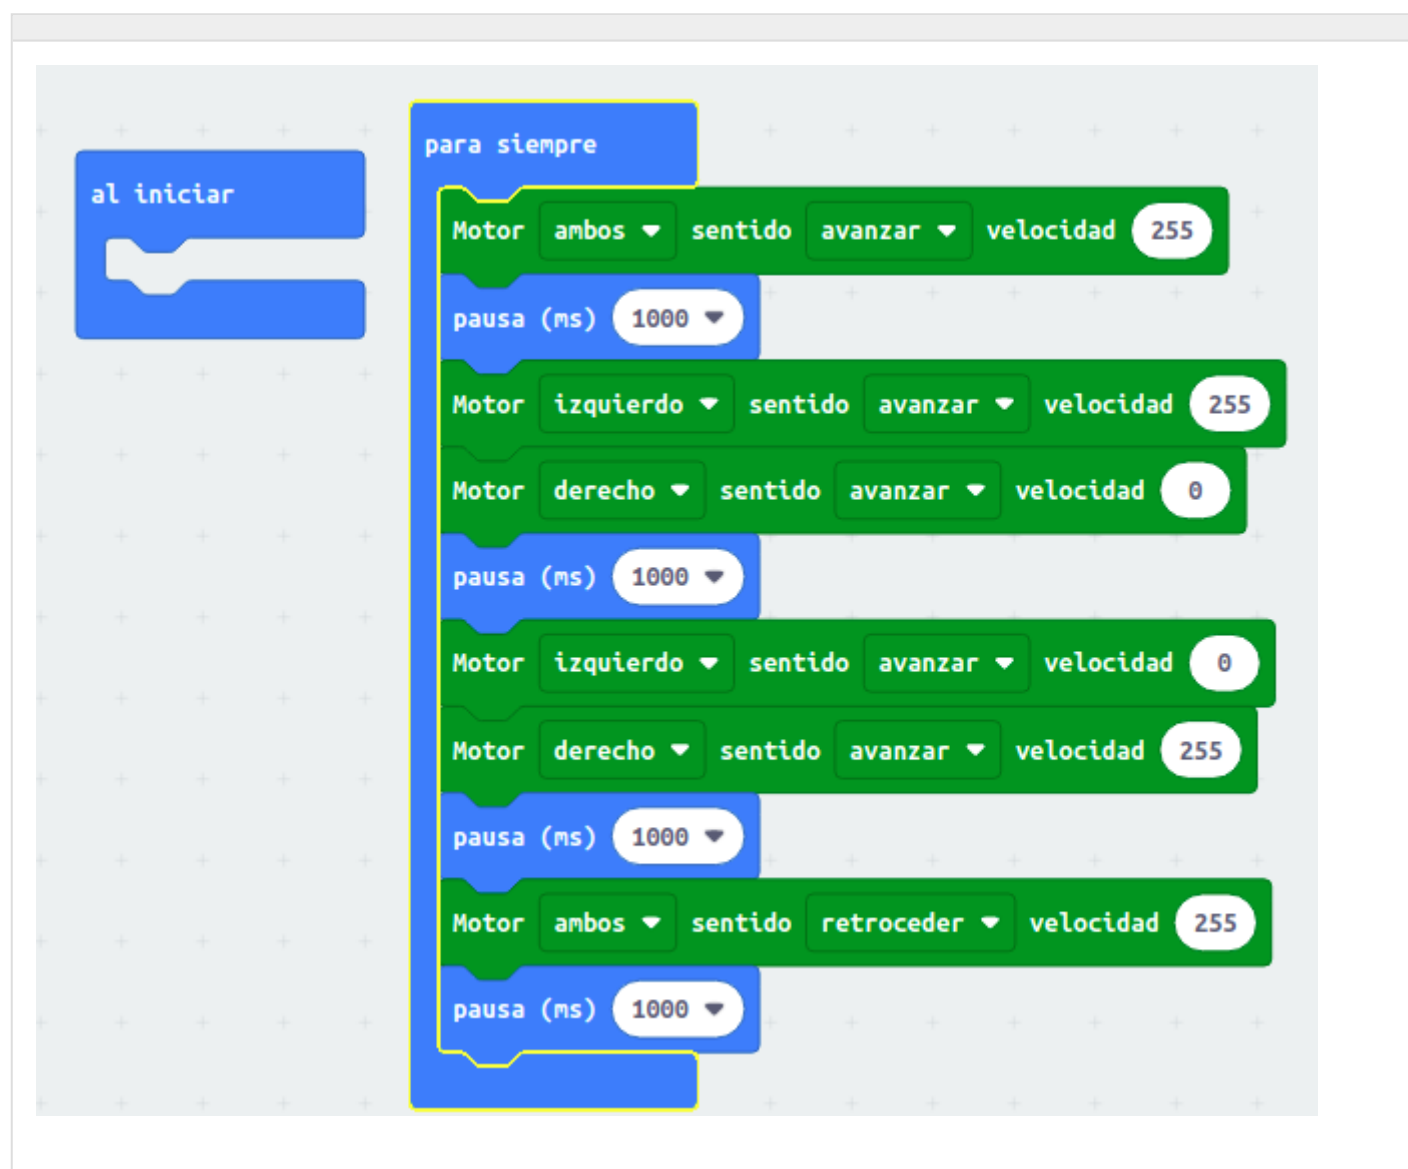 al iniciar
para siempre
Motor ambos sentido avanzar velocidad 255
pausa (ms) 1000
Motor izquierdo sentido avanzar velocidad 255
Motor derecho sentido avanzar velocidad 0
pausa (ms) 1000
Motor izquierdo sentido avanzar velocidad 0
Motor derecho sentido avanzar velocidad 255
pausa (ms) 1000
Motor ambos sentido retroceder velocidad 255
pausa (ms) 1000